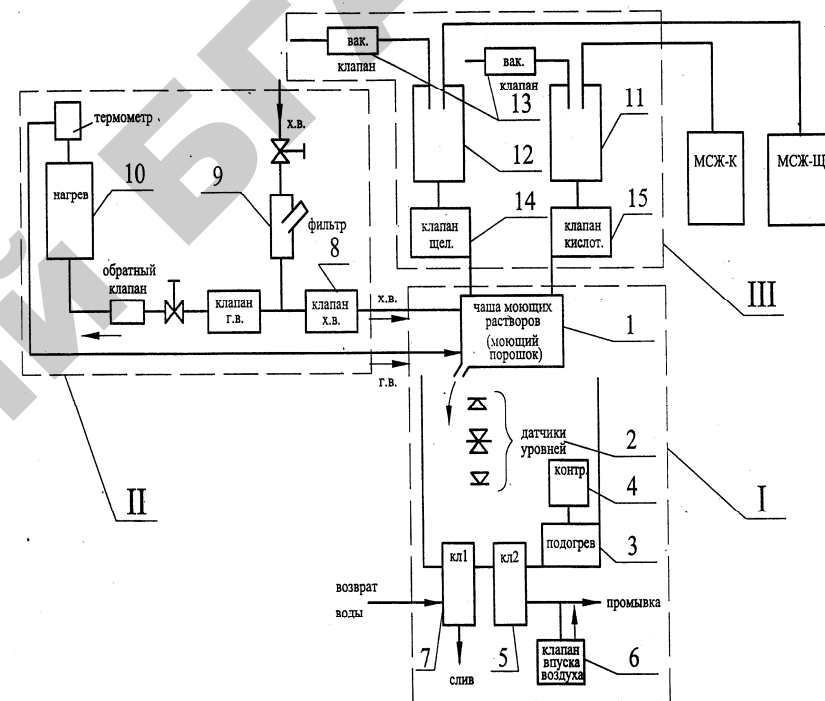 вак.
клапан
вак.
клапан
13
12
11
МСЖ-К
МСЖ-Щ
термометр
х.в.
нагрев
10
9
фильтр
8
обратный
клапан
клапан
г.в.
клапан
х.в.
х.в.
г.в.
клапан
щел.
14
клапан
кислот.
15
III
II
чаша моющих
растворов
(моющий
порошок)
1
датчики
уровней
2
контр.
4
подогрев
3
I
кл1
кл2
возврат
воды
промывка
7
слив
5
клапан
впуска
воздуха
6
ИЙ БГА